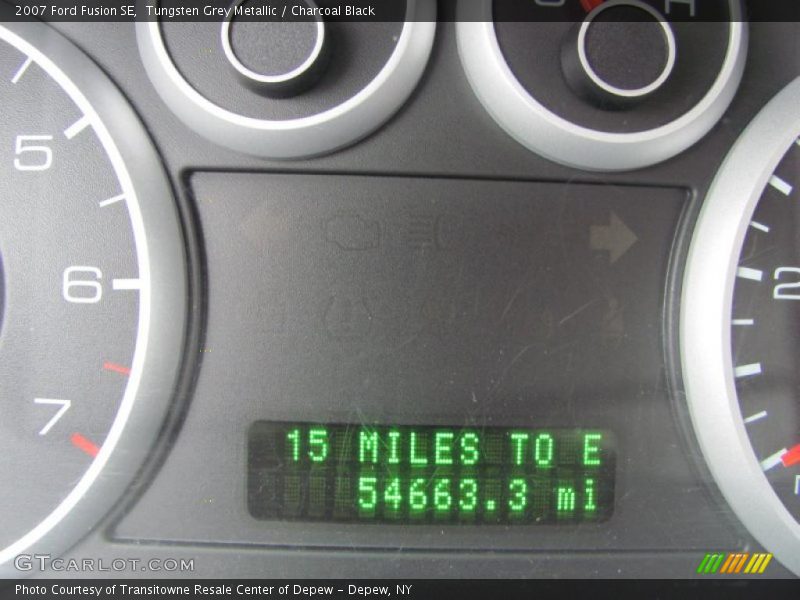 2007 Ford Fusion SE, Tungsten Grey Metallic / Charcoal Black
H
5
6
7
2
15 MILES TO E
54663.3 mi
GTCARLOT.COM
Photo Courtesy of Transitowne Resale Center of Depew – Depew, NY